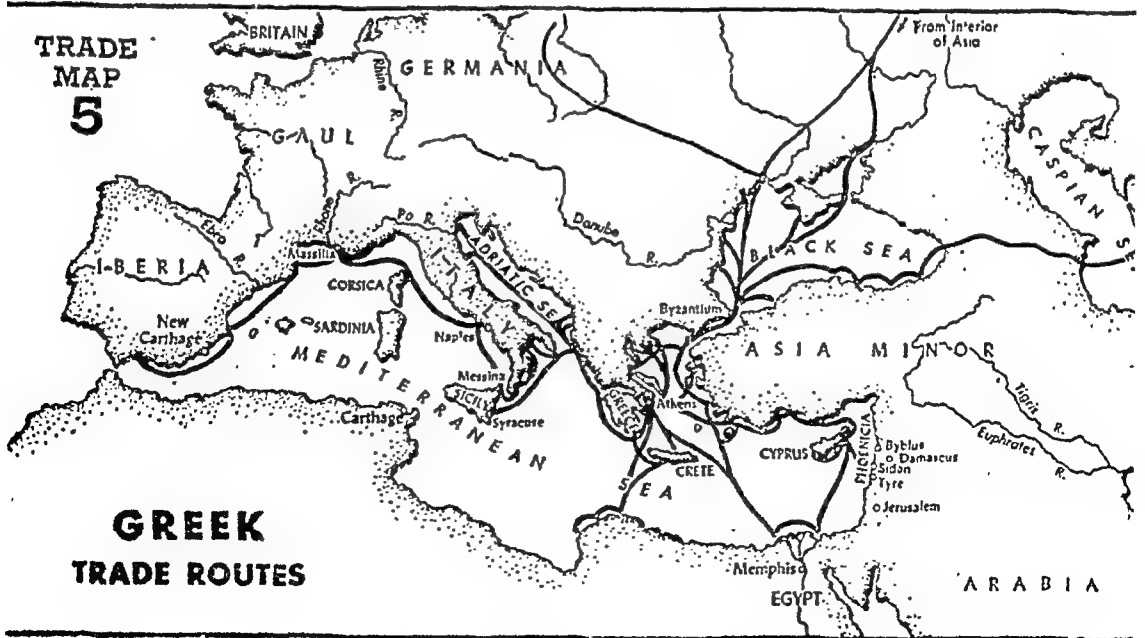 TRADE
MAP
5
BRITAIN
From Interior
of Asia
GERMANIA
Rhine
R.
GAUL
CASPIAN
S
Rhone
R.
Po R.
Ebro
R.
Danube
R.
ADRIATIC SE
Massilia
BLACK SEA
IBERIA
CORSICA
ITALY
Byzantium
New
Carthage
SARDINIA
Naples
ASIA MINOR
MEDITERRANEAN
SEA
Messina
SICILY
Tigris
R.
Carthage
Syracuse
GREECE
Athens
Euphrates
R.
CYPRUS
PHOENICIA
Byblus
Damascus
Sidon
Tyre
CRETE
Jerusalem
GREEK
TRADE ROUTES
Memphis
EGYPT
ARABIA